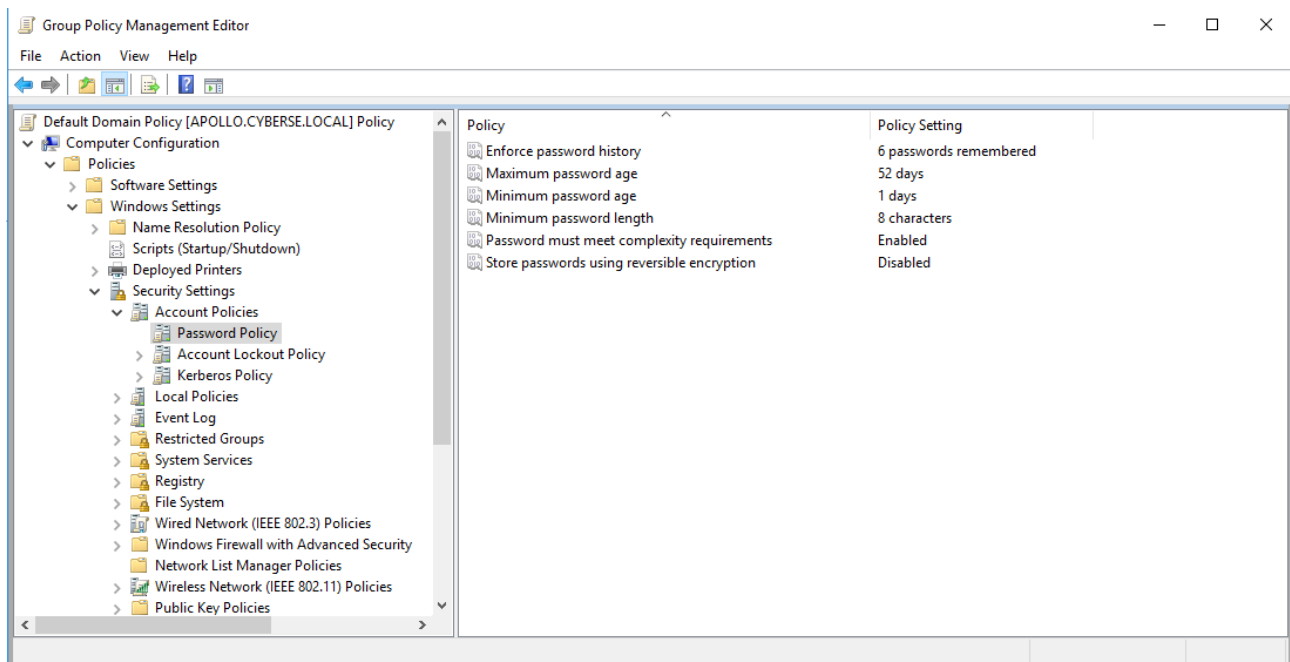 Group Policy Management Editor
File Action View Help
Default Domain Policy [APOLLO.CYBERSE.LOCAL] Policy
Computer Configuration
Policies
Software Settings
Windows Settings
Name Resolution Policy
Scripts (Startup/Shutdown)
Deployed Printers
Security Settings
Account Policies
Password Policy
Account Lockout Policy
Kerberos Policy
Local Policies
Event Log
Restricted Groups
System Services
Registry
File System
Wired Network (IEEE 802.3) Policies
Windows Firewall with Advanced Security
Network List Manager Policies
Wireless Network (IEEE 802.11) Policies
Public Key Policies
Policy Policy Setting
Enforce password history 6 passwords remembered
Maximum password age 52 days
Minimum password age 1 days
Minimum password length 8 characters
Password must meet complexity requirements Enabled
Store passwords using reversible encryption Disabled